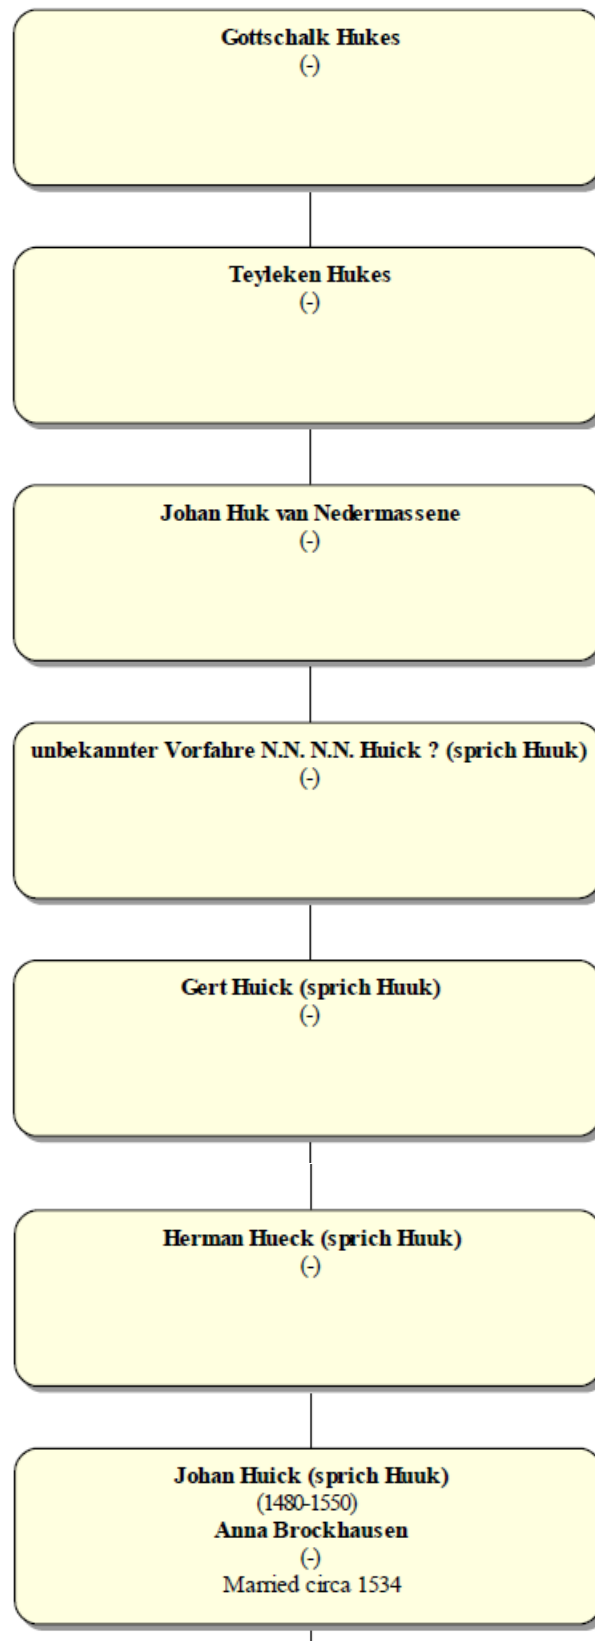 Gottschalk Hukes
(-)
Teyleken Hukes
(-)
Johan Huk van Nedermassene
(-)
unbekannter Vorfahre N.N. N.N. Huick ? (sprich Huuk)
(-)
Gert Huick (sprich Huuk)
(-)
Herman Hueck (sprich Huuk)
(-)
Johan Huick (sprich Huuk)
(1480-1550)
Anna Brockhausen
(-)
Married circa 1534